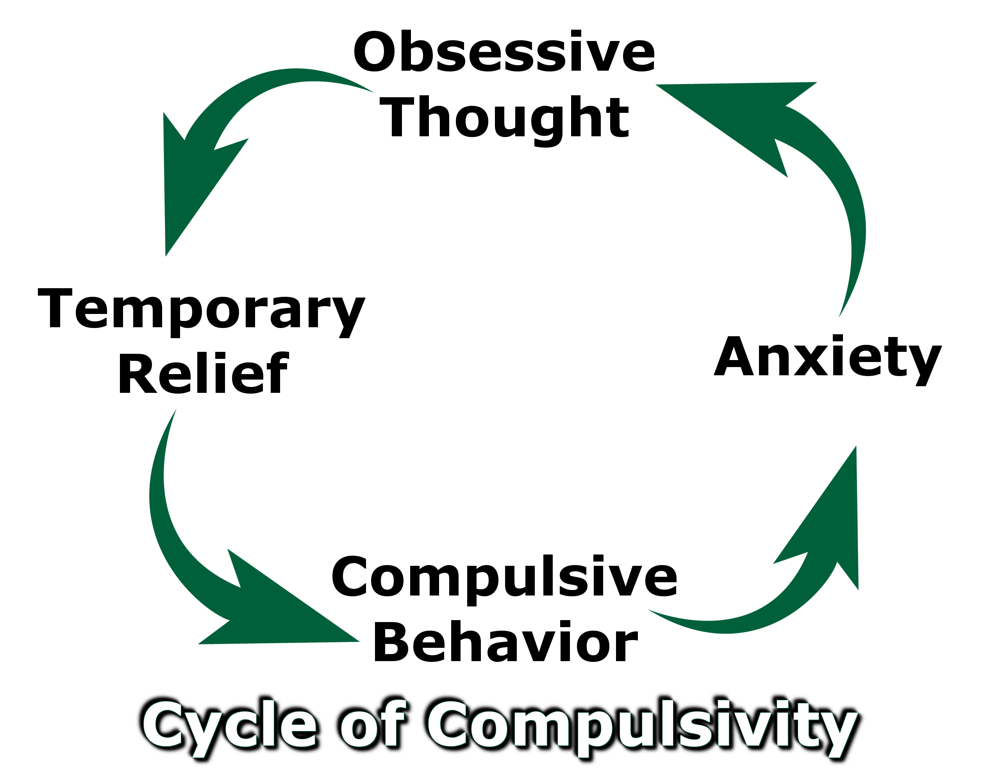 Obsessive
Thought
Temporary
Relief
Anxiety
Compulsive
Behavior
Cycle of Compulsivity